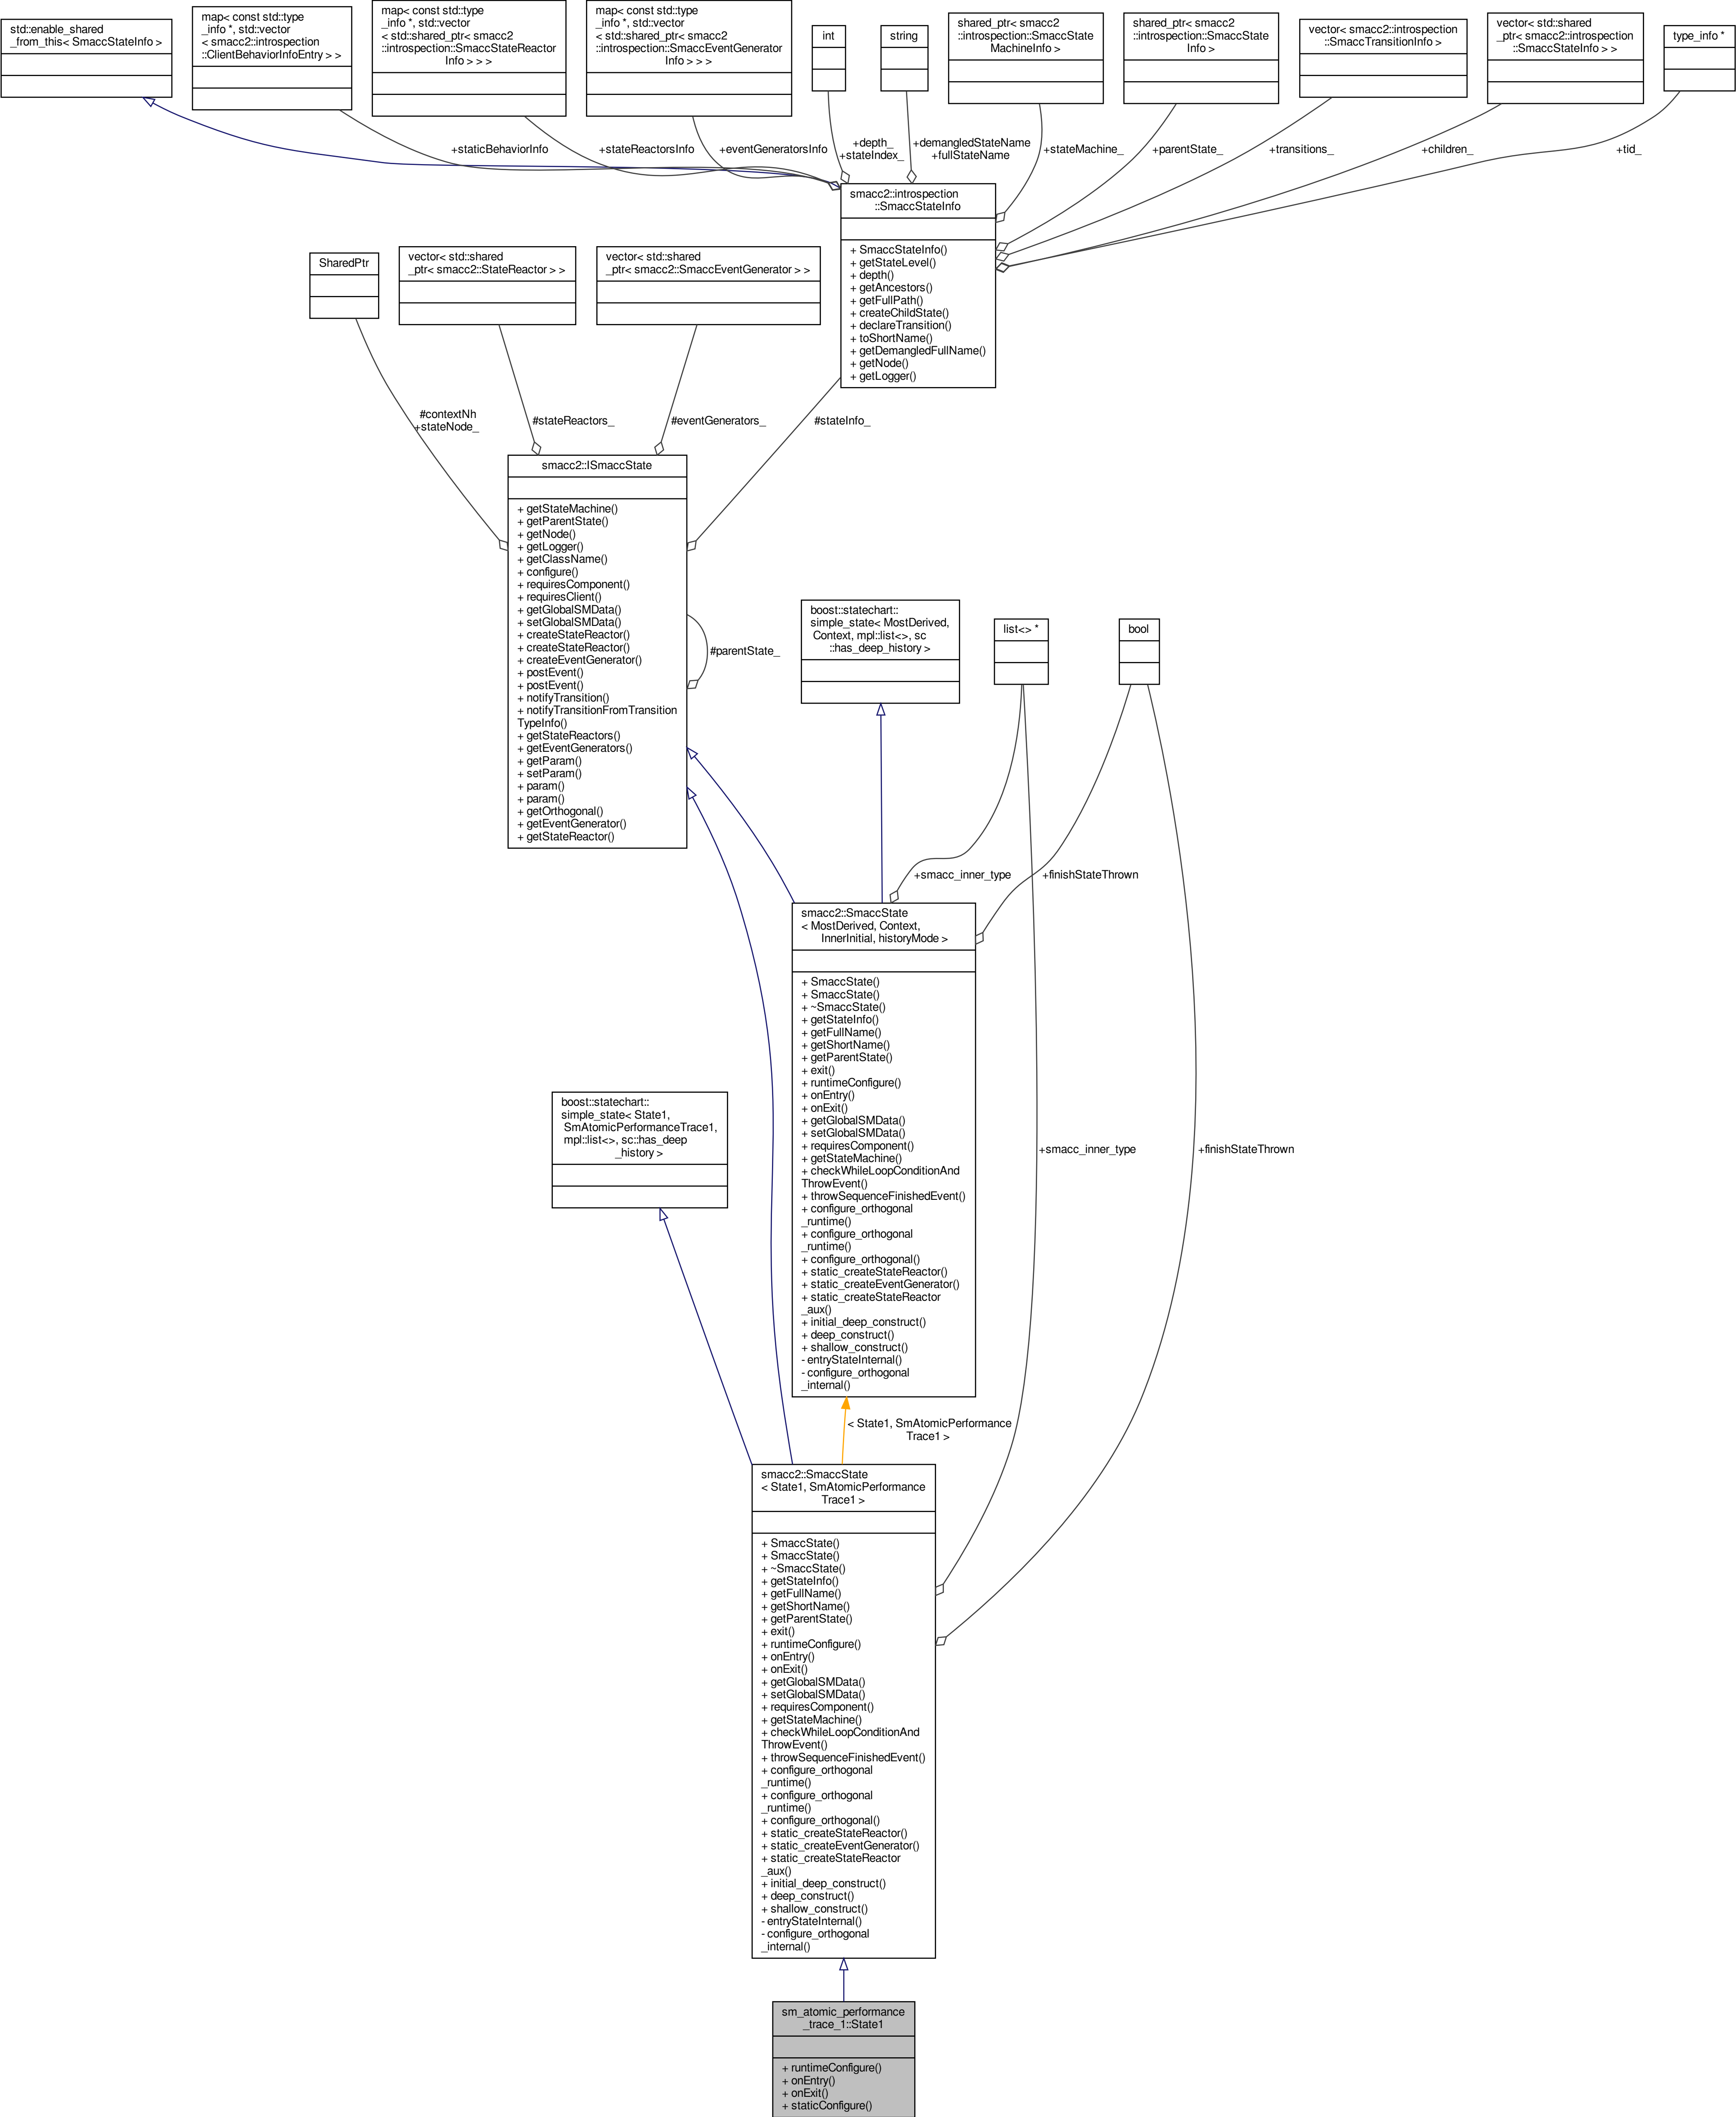 std::enable_shared
_from_this< SmaccStateInfo >
map< const std::type
_info *, std::vector
< smacc2::introspection
::ClientBehaviorInfoEntry > >
map< const std::type
_info *, std::vector
< std::shared_ptr< smacc2
::introspection::SmaccStateReactor
Info > > >
map< const std::type
_info *, std::vector
< std::shared_ptr< smacc2
::introspection::SmaccEventGenerator
Info > > >
int
string
shared_ptr< smacc2
::introspection::SmaccState
MachineInfo >
shared_ptr< smacc2
::introspection::SmaccState
Info >
vector< smacc2::introspection
::SmaccTransitionInfo >
vector< std::shared
_ptr< smacc2::introspection
::SmaccStateInfo > >
type_info *
+staticBehaviorInfo
+stateReactorsInfo
+eventGeneratorsInfo
+depth_
+stateIndex_
+demangledStateName
+fullStateName
+stateMachine_
+parentState_
+transitions_
+children_
+tid_
smacc2::introspection
::SmaccStateInfo
+ SmaccStateInfo()
+ getStateLevel()
+ depth()
+ getAncestors()
+ getFullPath()
+ createChildState()
+ declareTransition()
+ toShortName()
+ getDemangledFullName()
+ getNode()
+ getLogger()
SharedPtr
vector< std::shared
_ptr< smacc2::StateReactor > >
vector< std::shared
_ptr< smacc2::SmaccEventGenerator > >
#contextNh
+stateNode_
#stateReactors_
#eventGenerators_
#stateInfo_
smacc2::ISmaccState
+ getStateMachine()
+ getParentState()
+ getNode()
+ getLogger()
+ getClassName()
+ configure()
+ requiresComponent()
+ requiresClient()
+ getGlobalSMData()
+ setGlobalSMData()
+ createStateReactor()
+ createStateReactor()
+ createEventGenerator()
+ postEvent()
+ postEvent()
+ notifyTransition()
+ notifyTransitionFromTransition
TypeInfo()
+ getStateReactors()
+ getEventGenerators()
+ getParam()
+ setParam()
+ param()
+ param()
+ getOrthogonal()
+ getEventGenerator()
+ getStateReactor()
#parentState_
boost::statechart::
simple_state< MostDerived,
Context, mpl::list<>, sc
::has_deep_history >
list<> *
bool
+smacc_inner_type
+finishStateThrown
smacc2::SmaccState
< MostDerived, Context,
InnerInitial, historyMode >
+ SmaccState()
+ SmaccState()
+ ~SmaccState()
+ getStateInfo()
+ getFullName()
+ getShortName()
+ getParentState()
+ exit()
+ runtimeConfigure()
+ onEntry()
+ onExit()
+ getGlobalSMData()
+ setGlobalSMData()
+ requiresComponent()
+ getStateMachine()
+ checkWhileLoopConditionAnd
ThrowEvent()
+ throwSequenceFinishedEvent()
+ configure_orthogonal
_runtime()
+ configure_orthogonal
_runtime()
+ configure_orthogonal()
+ static_createStateReactor()
+ static_createEventGenerator()
+ static_createStateReactor
_aux()
+ initial_deep_construct()
+ deep_construct()
+ shallow_construct()
- entryStateInternal()
- configure_orthogonal
_internal()
boost::statechart::
simple_state< State1,
SmAtomicPerformanceTrace1,
mpl::list<>, sc::has_deep
_history >
+smacc_inner_type
+finishStateThrown
< State1, SmAtomicPerformance
Trace1 >
smacc2::SmaccState
< State1, SmAtomicPerformance
Trace1 >
+ SmaccState()
+ SmaccState()
+ ~SmaccState()
+ getStateInfo()
+ getFullName()
+ getShortName()
+ getParentState()
+ exit()
+ runtimeConfigure()
+ onEntry()
+ onExit()
+ getGlobalSMData()
+ setGlobalSMData()
+ requiresComponent()
+ getStateMachine()
+ checkWhileLoopConditionAnd
ThrowEvent()
+ throwSequenceFinishedEvent()
+ configure_orthogonal
_runtime()
+ configure_orthogonal
_runtime()
+ configure_orthogonal()
+ static_createStateReactor()
+ static_createEventGenerator()
+ static_createStateReactor
_aux()
+ initial_deep_construct()
+ deep_construct()
+ shallow_construct()
- entryStateInternal()
- configure_orthogonal
_internal()
sm_atomic_performance
_trace_1::State1
+ runtimeConfigure()
+ onEntry()
+ onExit()
+ staticConfigure()